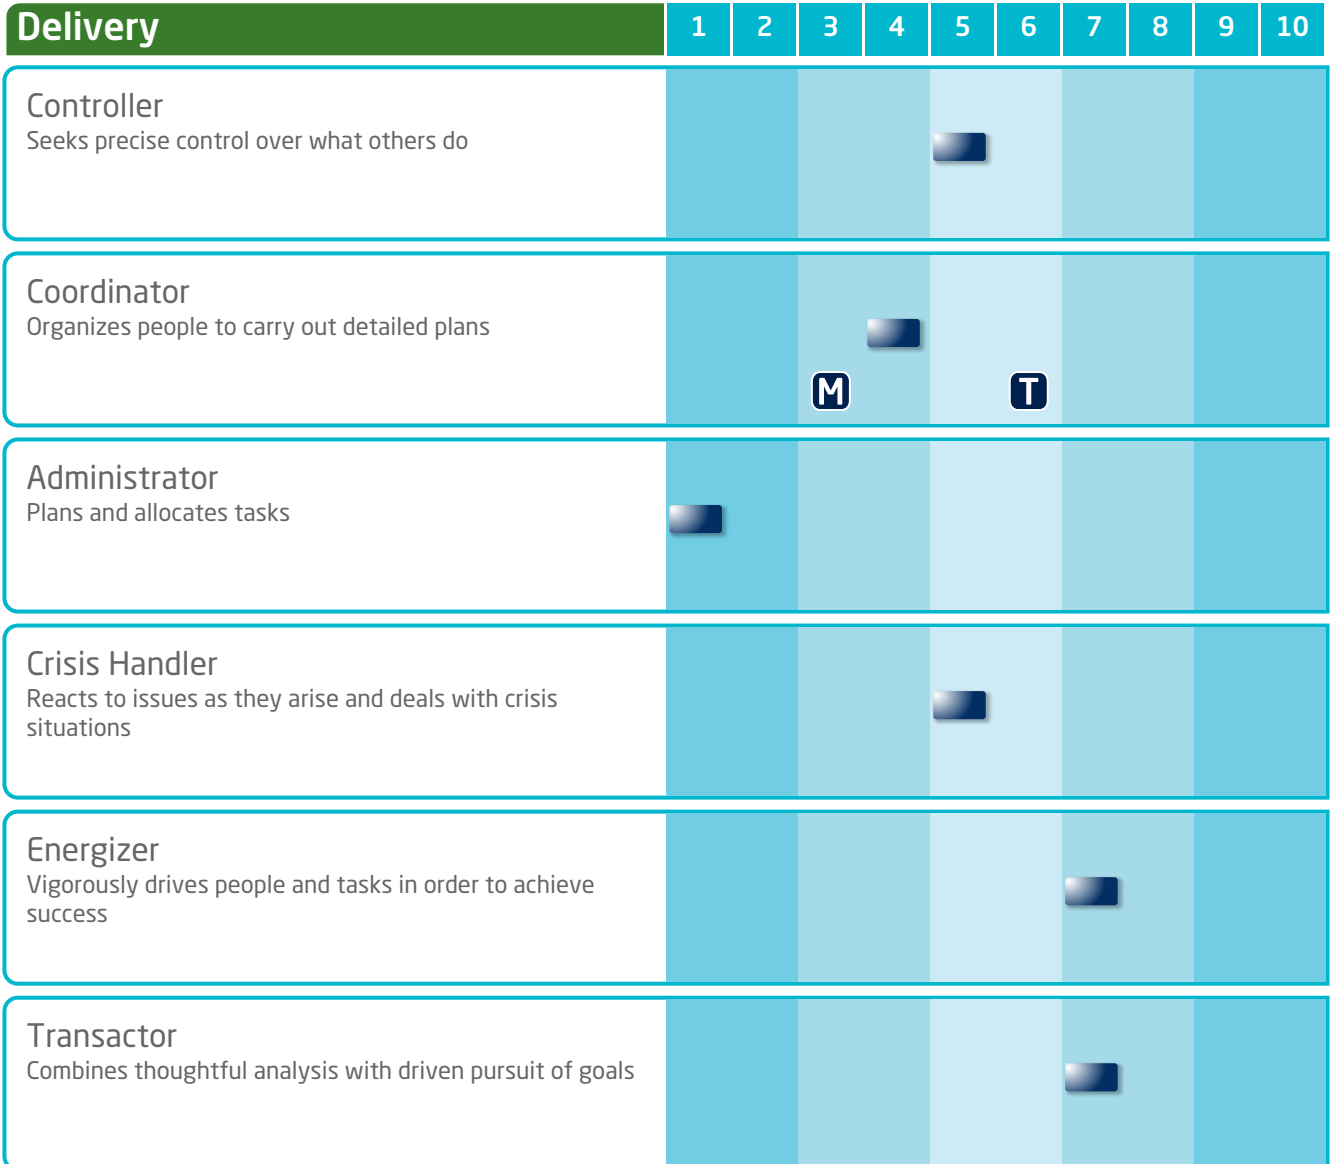 Delivery 1 2 3 4 5 6 7 8 9 10
Controller
Seeks precise control over what others do
Coordinator
Organizes people to carry out detailed plans
M T
Administrator
Plans and allocates tasks
Crisis Handler
Reacts to issues as they arise and deals with crisis
situations
Energizer
Vigorously drives people and tasks in order to achieve
success
Transactor
Combines thoughtful analysis with driven pursuit of goals